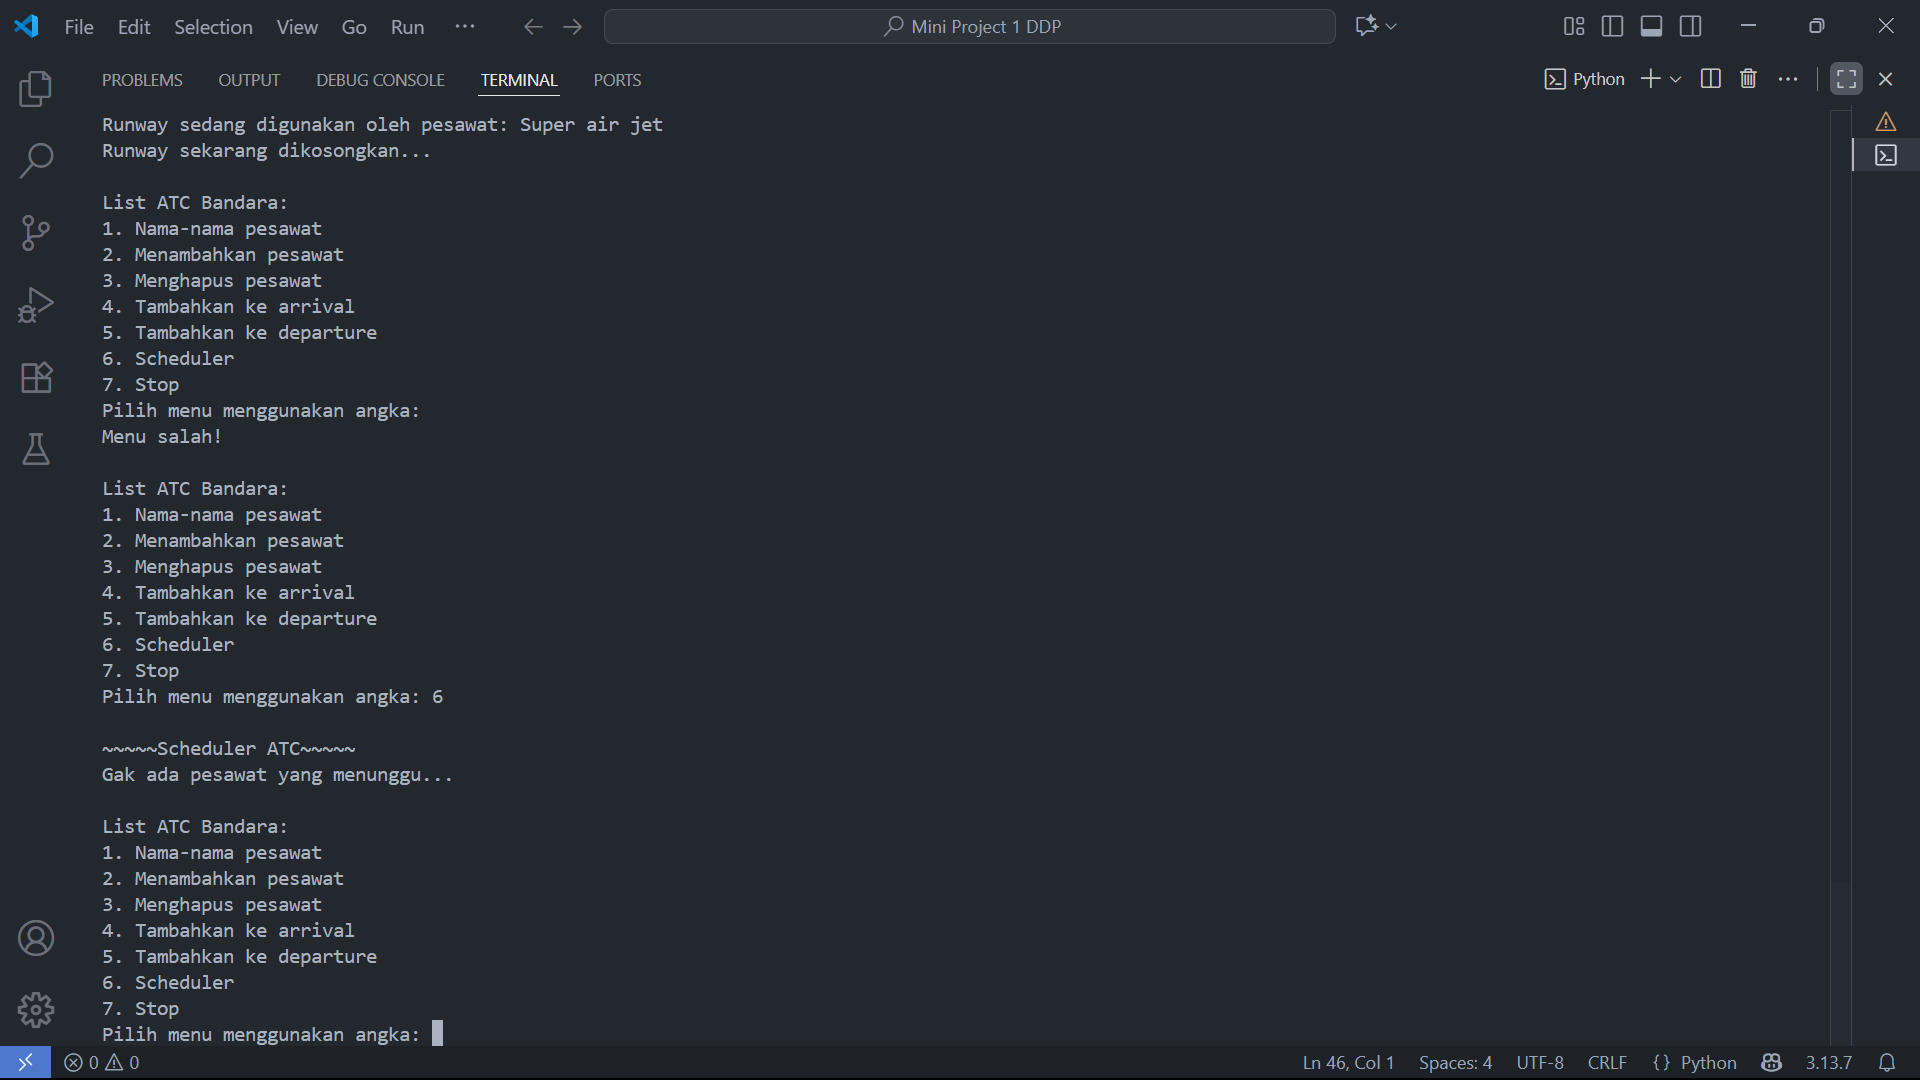 File Edit Selection View Go Run ··· Mini Project 1 DDP
PROBLEMS OUTPUT DEBUG CONSOLE TERMINAL PORTS Python
Runway sedang digunakan oleh pesawat: Super air jet
Runway sekarang dikosongkan...
List ATC Bandara:
1. Nama-nama pesawat
2. Menambahkan pesawat
3. Menghapus pesawat
4. Tambahkan ke arrival
5. Tambahkan ke departure
6. Scheduler
7. Stop
Pilih menu menggunakan angka:
Menu salah!
List ATC Bandara:
1. Nama-nama pesawat
2. Menambahkan pesawat
3. Menghapus pesawat
4. Tambahkan ke arrival
5. Tambahkan ke departure
6. Scheduler
7. Stop
Pilih menu menggunakan angka: 6
~~~~~Scheduler ATC~~~~~
Gak ada pesawat yang menunggu...
List ATC Bandara:
1. Nama-nama pesawat
2. Menambahkan pesawat
3. Menghapus pesawat
4. Tambahkan ke arrival
5. Tambahkan ke departure
6. Scheduler
7. Stop
Pilih menu menggunakan angka:
0 0 Ln 46, Col 1 Spaces: 4 UTF-8 CRLF {} Python 3.13.7